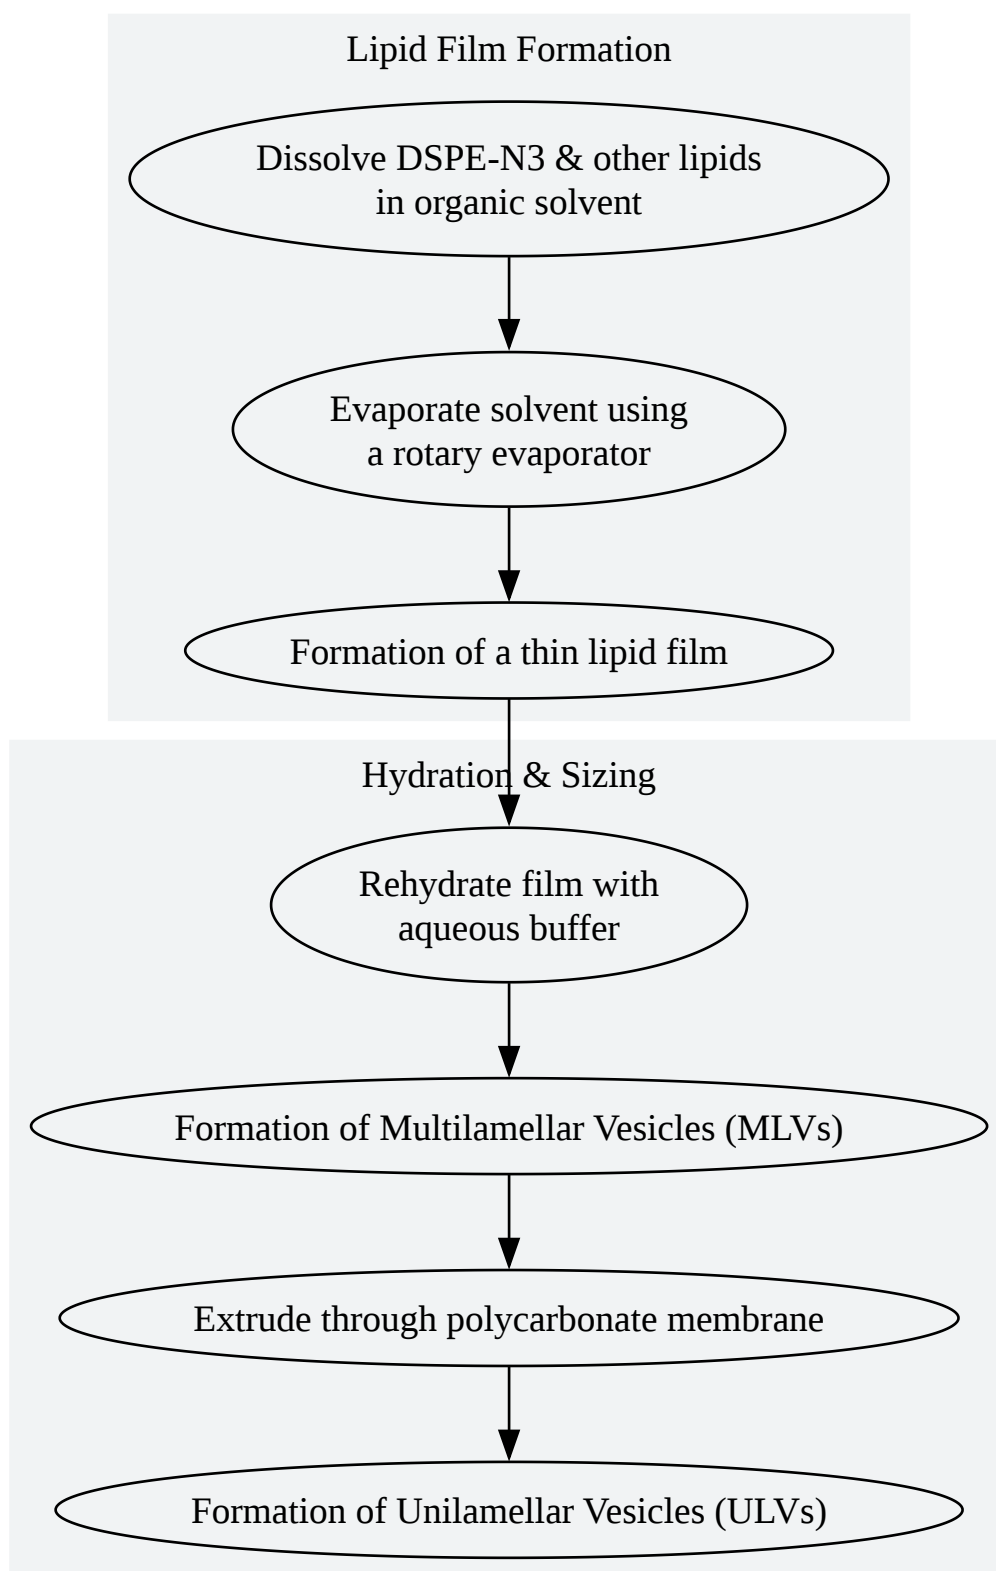 Lipid Film Formation
Dissolve DSPE-N3 & other lipids
in organic solvent
Evaporate solvent using
a rotary evaporator
Formation of a thin lipid film
Hydration & Sizing
Rehydrate film with
aqueous buffer
Formation of Multilamellar Vesicles (MLVs)
Extrude through polycarbonate membrane
Formation of Unilamellar Vesicles (ULVs)